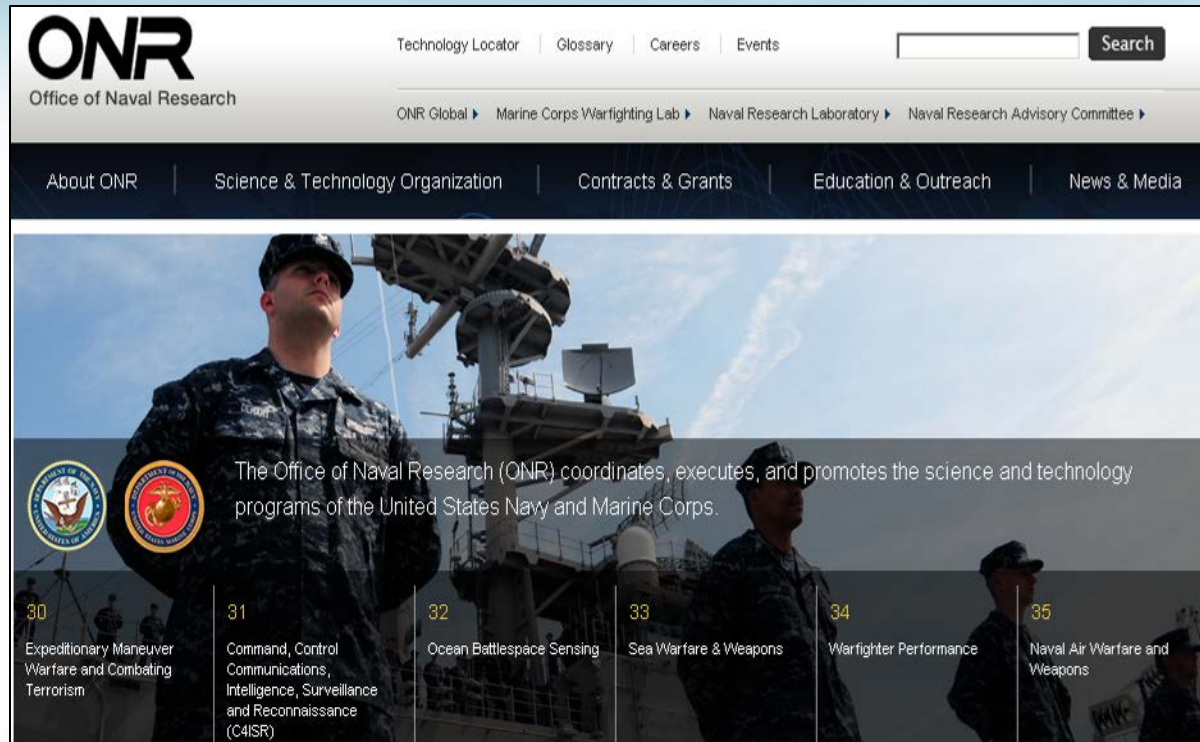 ONR
Office of Naval Research
Technology Locator
Glossary
Careers
Events
Search
ONR Global
Marine Corps Warfighting Lab
Naval Research Laboratory
Naval Research Advisory Committee
About ONR
Science & Technology Organization
Contracts & Grants
Education & Outreach
News & Media
The Office of Naval Research (ONR) coordinates, executes, and promotes the science and technology
programs of the United States Navy and Marine Corps.
30
Expeditionary Maneuver
Warfare and Combating
Terrorism
31
Command, Control
Communications,
Intelligence, Surveillance
and Reconnaissance
(C4ISR)
32
Ocean Battlespace Sensing
33
Sea Warfare & Weapons
34
Warfighter Performance
35
Naval Air Warfare and
Weapons